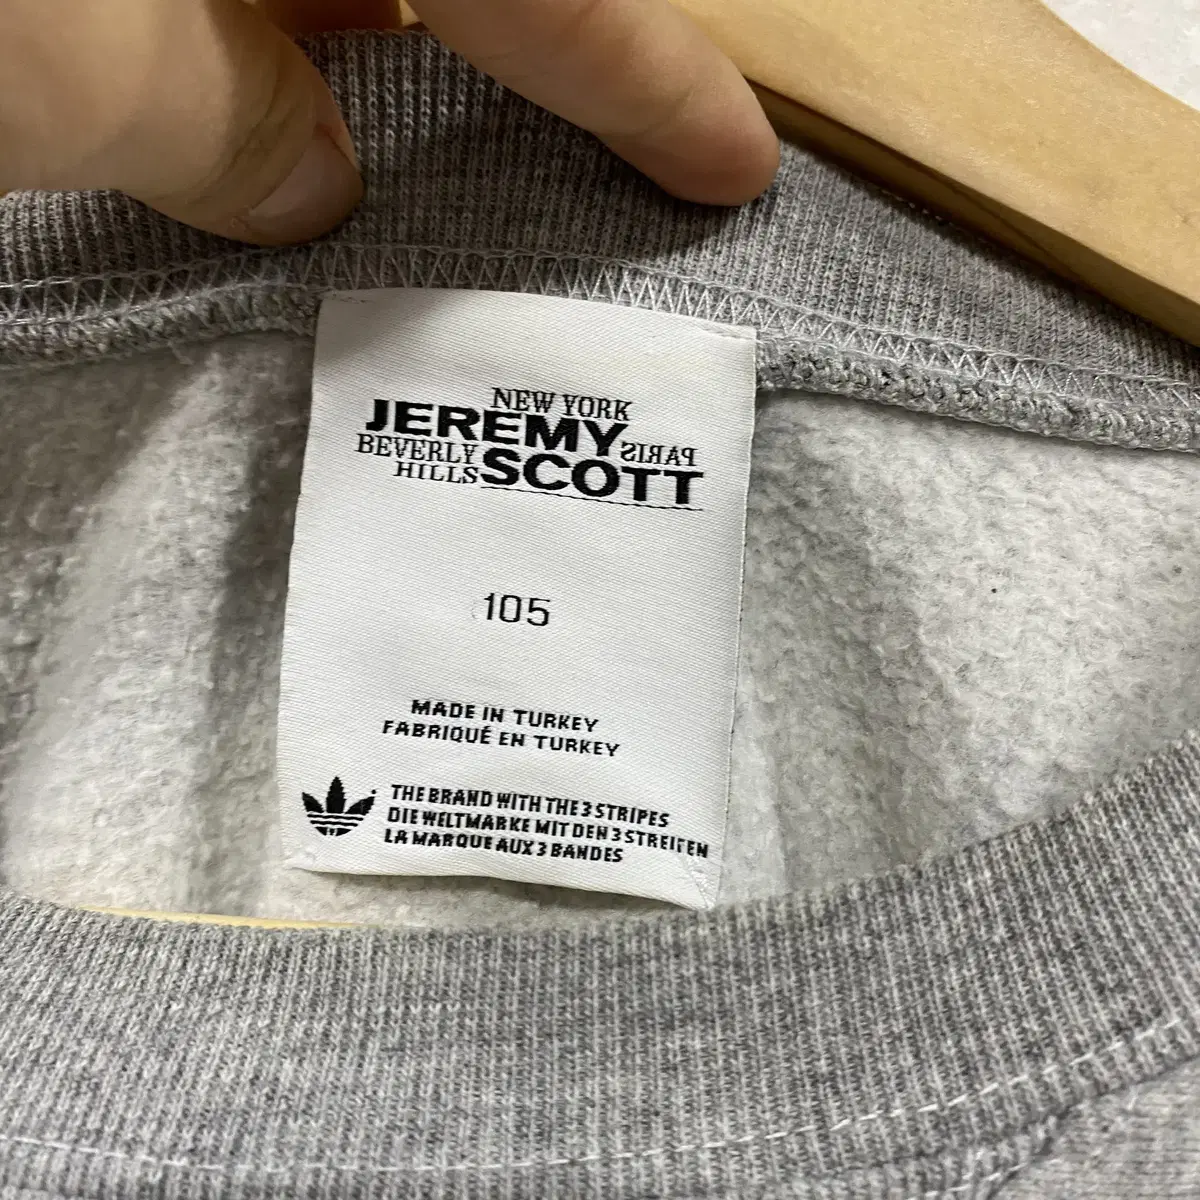 NEW YORK
JEREMY
BEVERLY PARIS
HILLS SCOTT
105
MADE IN TURKEY
FABRIQUÉ EN TURKEY
THE BRAND WITH THE 3 STRIPES
DIE WELTMARKE MIT DEN 3 STREIFEN
LA MARQUE AUX 3 BANDES